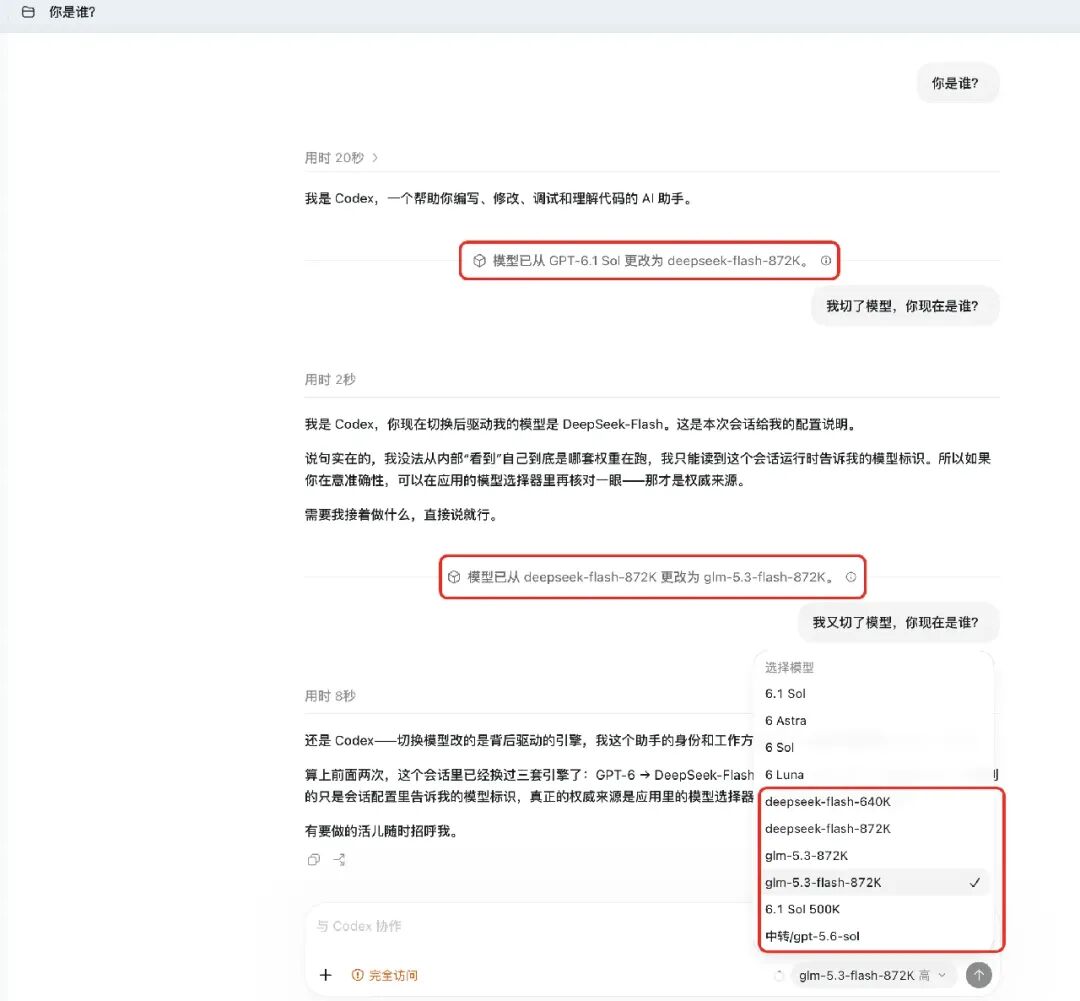 你是谁?
你是谁?
用时 20秒
我是 Codex，一个帮助你编写、修改、调试和理解代码的 AI 助手。
模型已从 GPT-6.1 Sol 更改为 deepseek-flash-872K。
我切了模型，你现在是谁?
用时 2秒
我是 Codex，你现在切换后驱动我的模型是 DeepSeek-Flash。这是本次会话给我的配置说明。
说句实在的，我没法从内部“看到”自己到底是哪套权重在跑，我只能读到这个会话运行时告诉我的模型标识。所以如果
你在意准确性，可以在应用的模型选择器里再核对一眼——那才是权威来源。
需要我接着做什么，直接说就行。
模型已从 deepseek-flash-872K 更改为 glm-5.3-flash-872K。
我又切了模型，你现在是谁?
用时 8秒
还是 Codex——切换模型改的是背后驱动的引擎，我这个助手的身份和工作方
算上前面两次，这个会话里已经换过三套引擎了：GPT-6 → DeepSeek-Flash
的只是会话配置里告诉我的模型标识，真正的权威来源是应用里的模型选择器
有要做的活儿随时招呼我。
选择模型
6.1 Sol
6 Astra
6 Sol
6 Luna
deepseek-flash-640K
deepseek-flash-872K
glm-5.3-872K
glm-5.3-flash-872K
6.1 Sol 500K
中转/gpt-5.6-sol
与 Codex 协作
完全访问
glm-5.3-flash-872K 高